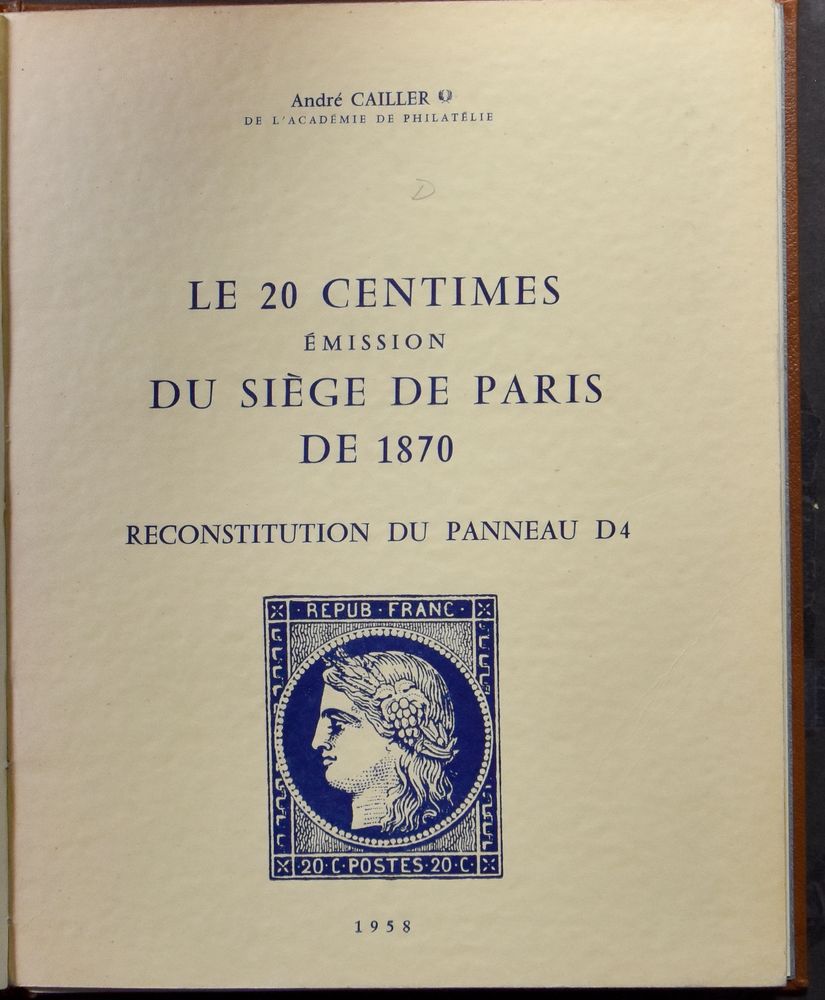 André CAILLER
DE L'ACADÉMIE DE PHILATÉLIE
D
LE 20 CENTIMES
ÉMISSION
DU SIÈGE DE PARIS
DE 1870
RECONSTITUTION DU PANNEAU D4
· REPUB · FRANC ·
· 20 · C · POSTES · 20 · C ·
1958